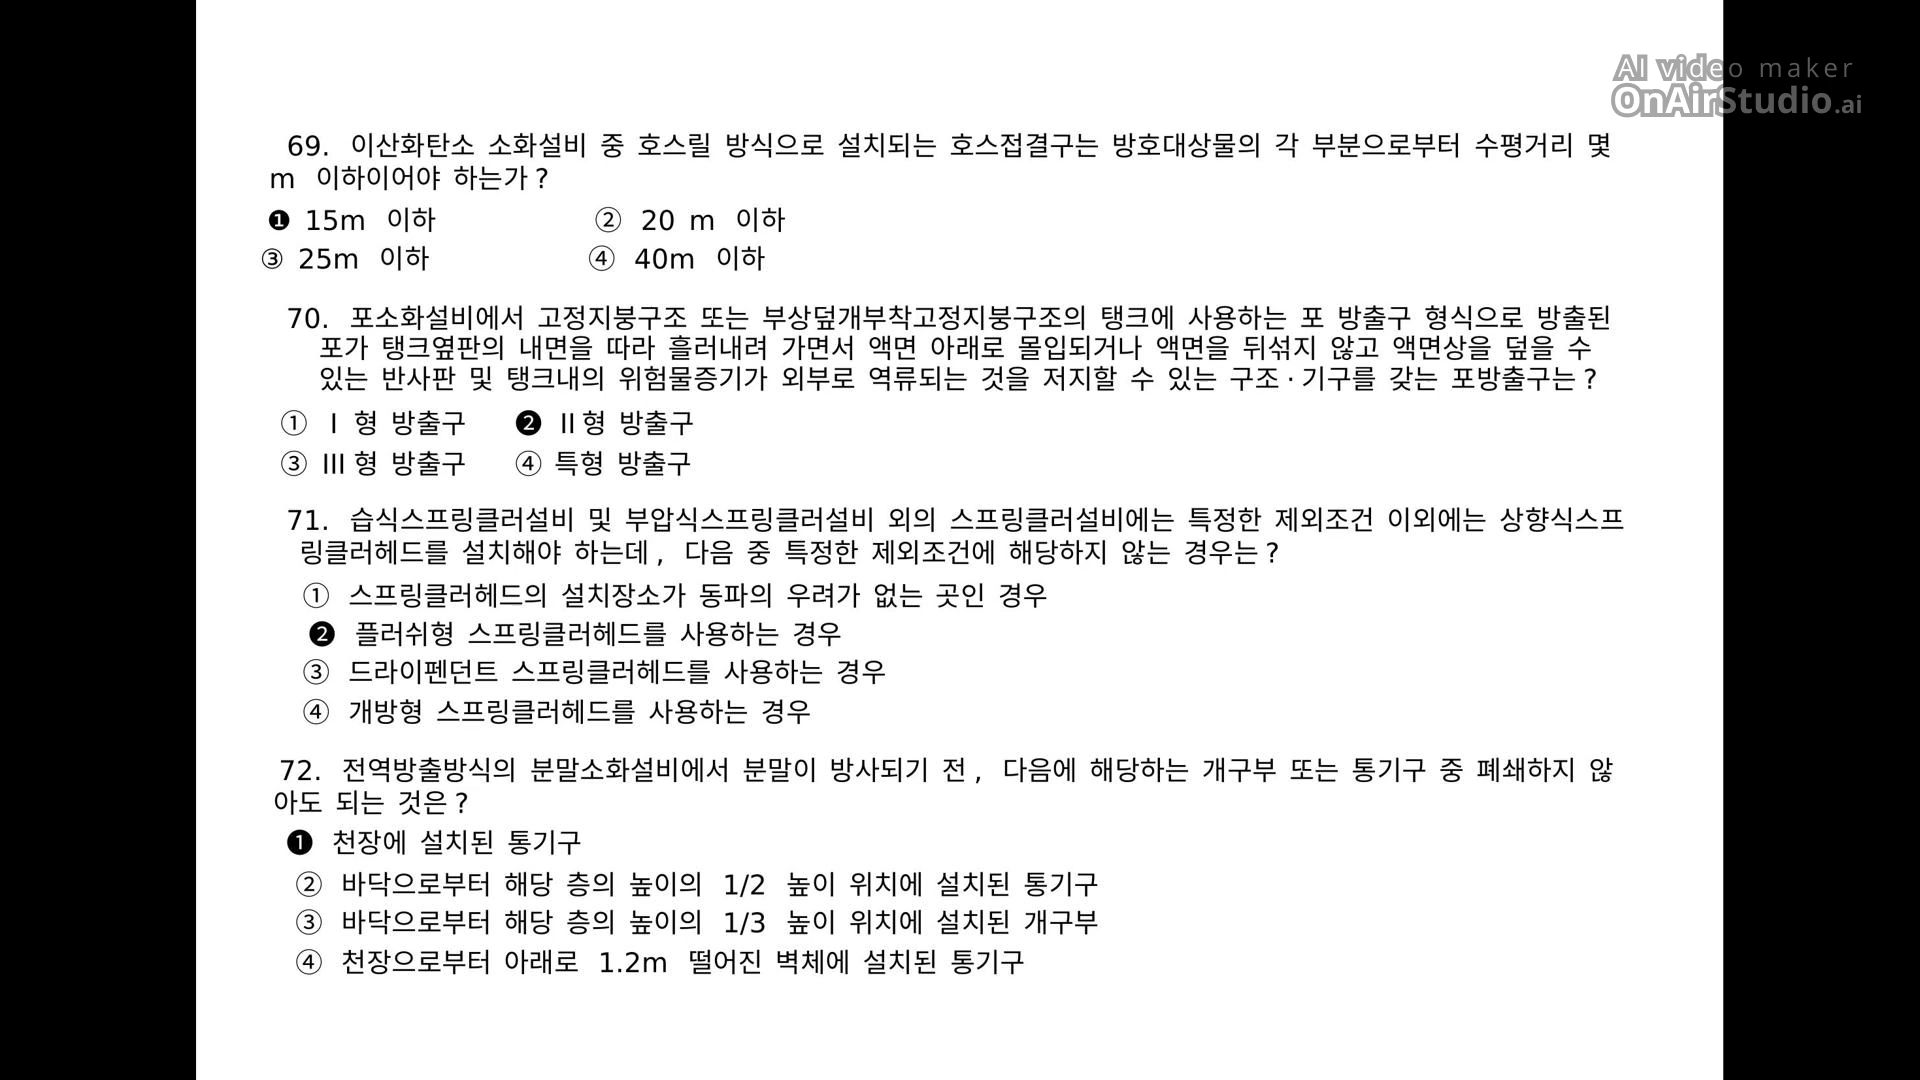 AI video maker
OnAirStudio.ai
69. 이산화탄소 소화설비 중 호스릴 방식으로 설치되는 호스접결구는 방호대상물의 각 부분으로부터 수평거리 몇
m 이하이어야 하는가?
❶ 15m 이하 ② 20 m 이하
③ 25m 이하 ④ 40m 이하
70. 포소화설비에서 고정지붕구조 또는 부상덮개부착고정지붕구조의 탱크에 사용하는 포 방출구 형식으로 방출된
포가 탱크옆판의 내면을 따라 흘러내려 가면서 액면 아래로 몰입되거나 액면을 뒤섞지 않고 액면상을 덮을 수
있는 반사판 및 탱크내의 위험물증기가 외부로 역류되는 것을 저지할 수 있는 구조·기구를 갖는 포방출구는?
① Ⅰ 형 방출구 ❷ Ⅱ형 방출구
③ Ⅲ형 방출구 ④ 특형 방출구
71. 습식스프링클러설비 및 부압식스프링클러설비 외의 스프링클러설비에는 특정한 제외조건 이외에는 상향식스프
링클러헤드를 설치해야 하는데, 다음 중 특정한 제외조건에 해당하지 않는 경우는?
① 스프링클러헤드의 설치장소가 동파의 우려가 없는 곳인 경우
❷ 플러쉬형 스프링클러헤드를 사용하는 경우
③ 드라이펜던트 스프링클러헤드를 사용하는 경우
④ 개방형 스프링클러헤드를 사용하는 경우
72. 전역방출방식의 분말소화설비에서 분말이 방사되기 전, 다음에 해당하는 개구부 또는 통기구 중 폐쇄하지 않
아도 되는 것은?
❶ 천장에 설치된 통기구
② 바닥으로부터 해당 층의 높이의 1/2 높이 위치에 설치된 통기구
③ 바닥으로부터 해당 층의 높이의 1/3 높이 위치에 설치된 개구부
④ 천장으로부터 아래로 1.2m 떨어진 벽체에 설치된 통기구